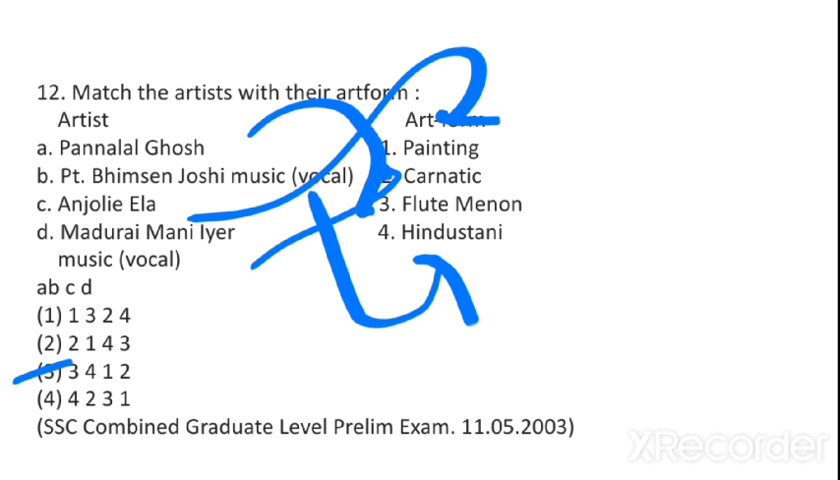 12. Match the artists with their artform :
Artist Art-form
a. Pannalal Ghosh 1. Painting
b. Pt. Bhimsen Joshi music (vocal) 2. Carnatic
c. Anjolie Ela 3. Flute Menon
d. Madurai Mani Iyer 4. Hindustani
music (vocal)
ab c d
(1) 1 3 2 4
(2) 2 1 4 3
(3) 3 4 1 2
(4) 4 2 3 1
(SSC Combined Graduate Level Prelim Exam. 11.05.2003)
XRecorder